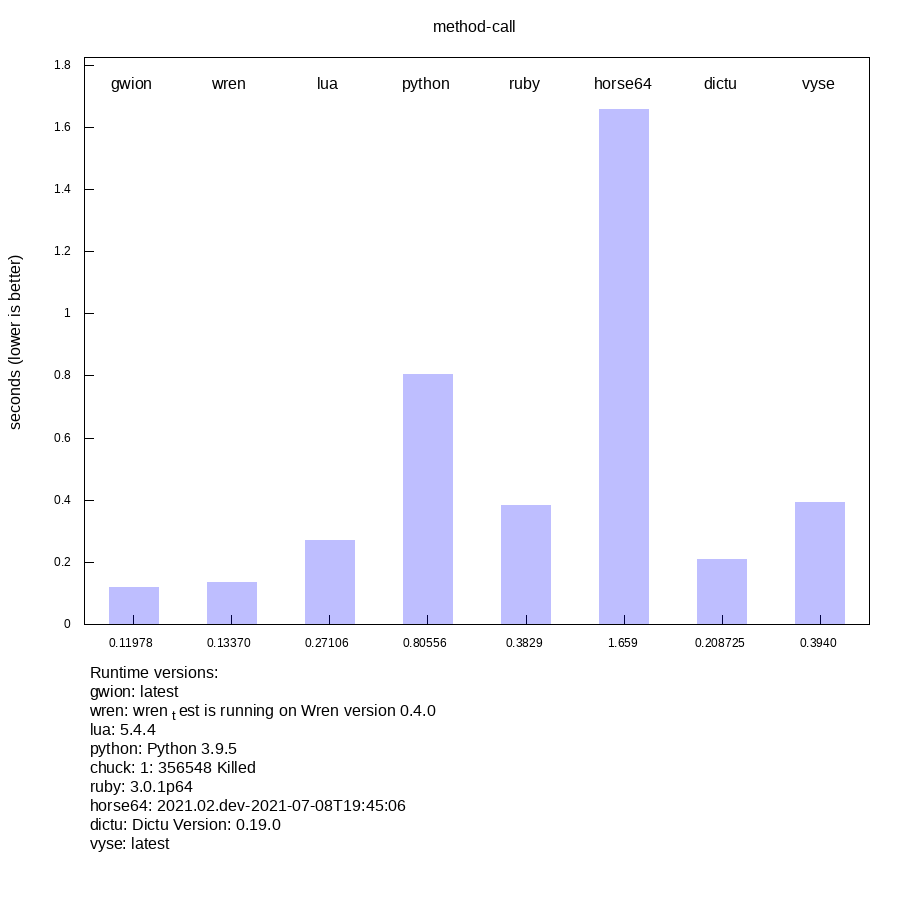 method-call
1.8
gwion wren lua python ruby horse64 dictu vyse
1.6
1.4
1.2
1
0.8
0.6
0.4
0.2
0
seconds (lower is better)
0.11978 0.13370 0.27106 0.80556 0.3829 1.659 0.208725 0.3940
Runtime versions:
gwion: latest
wren: wren t est is running on Wren version 0.4.0
lua: 5.4.4
python: Python 3.9.5
chuck: 1: 356548 Killed
ruby: 3.0.1p64
horse64: 2021.02.dev-2021-07-08T19:45:06
dictu: Dictu Version: 0.19.0
vyse: latest